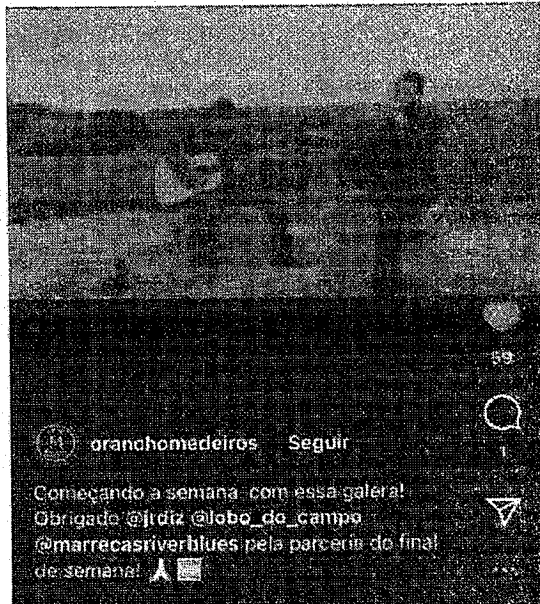 59
1
oranchomedeiros Seguir
Começando a semana com essa galera!
Obrigado @jrdiz @lobo_do_campo
@marrecasriverblues pela parceria do final
de semana!